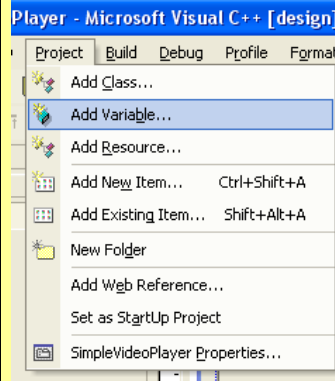 Player - Microsoft Visual C++ [design]
Project Build Debug Profile Format
Add Class...
Add Variable...
Add Resource...
Add New Item... Ctrl+Shift+A
Add Existing Item... Shift+Alt+A
New Folder
Add Web Reference...
Set as StartUp Project
SimpleVideoPlayer Properties...